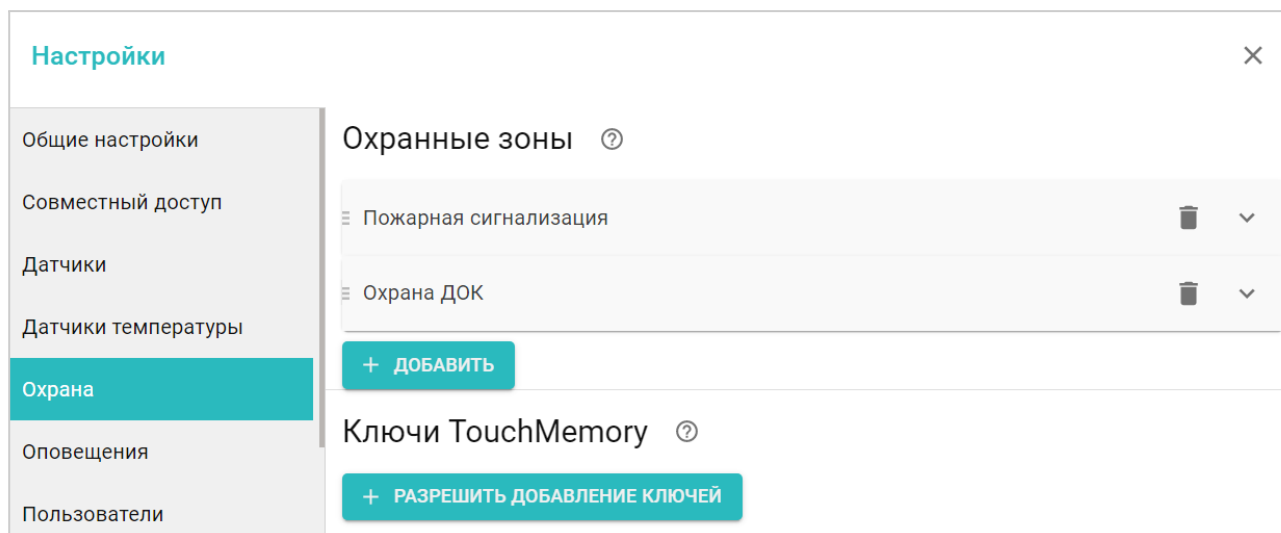 Настройки
Общие настройки
Совместный доступ
Датчики
Датчики температуры
Охрана
Оповещения
Пользователи
Охранные зоны
Пожарная сигнализация
Охрана ДОК
+ ДОБАВИТЬ
Ключи TouchMemory
+ РАЗРЕШИТЬ ДОБАВЛЕНИЕ КЛЮЧЕЙ